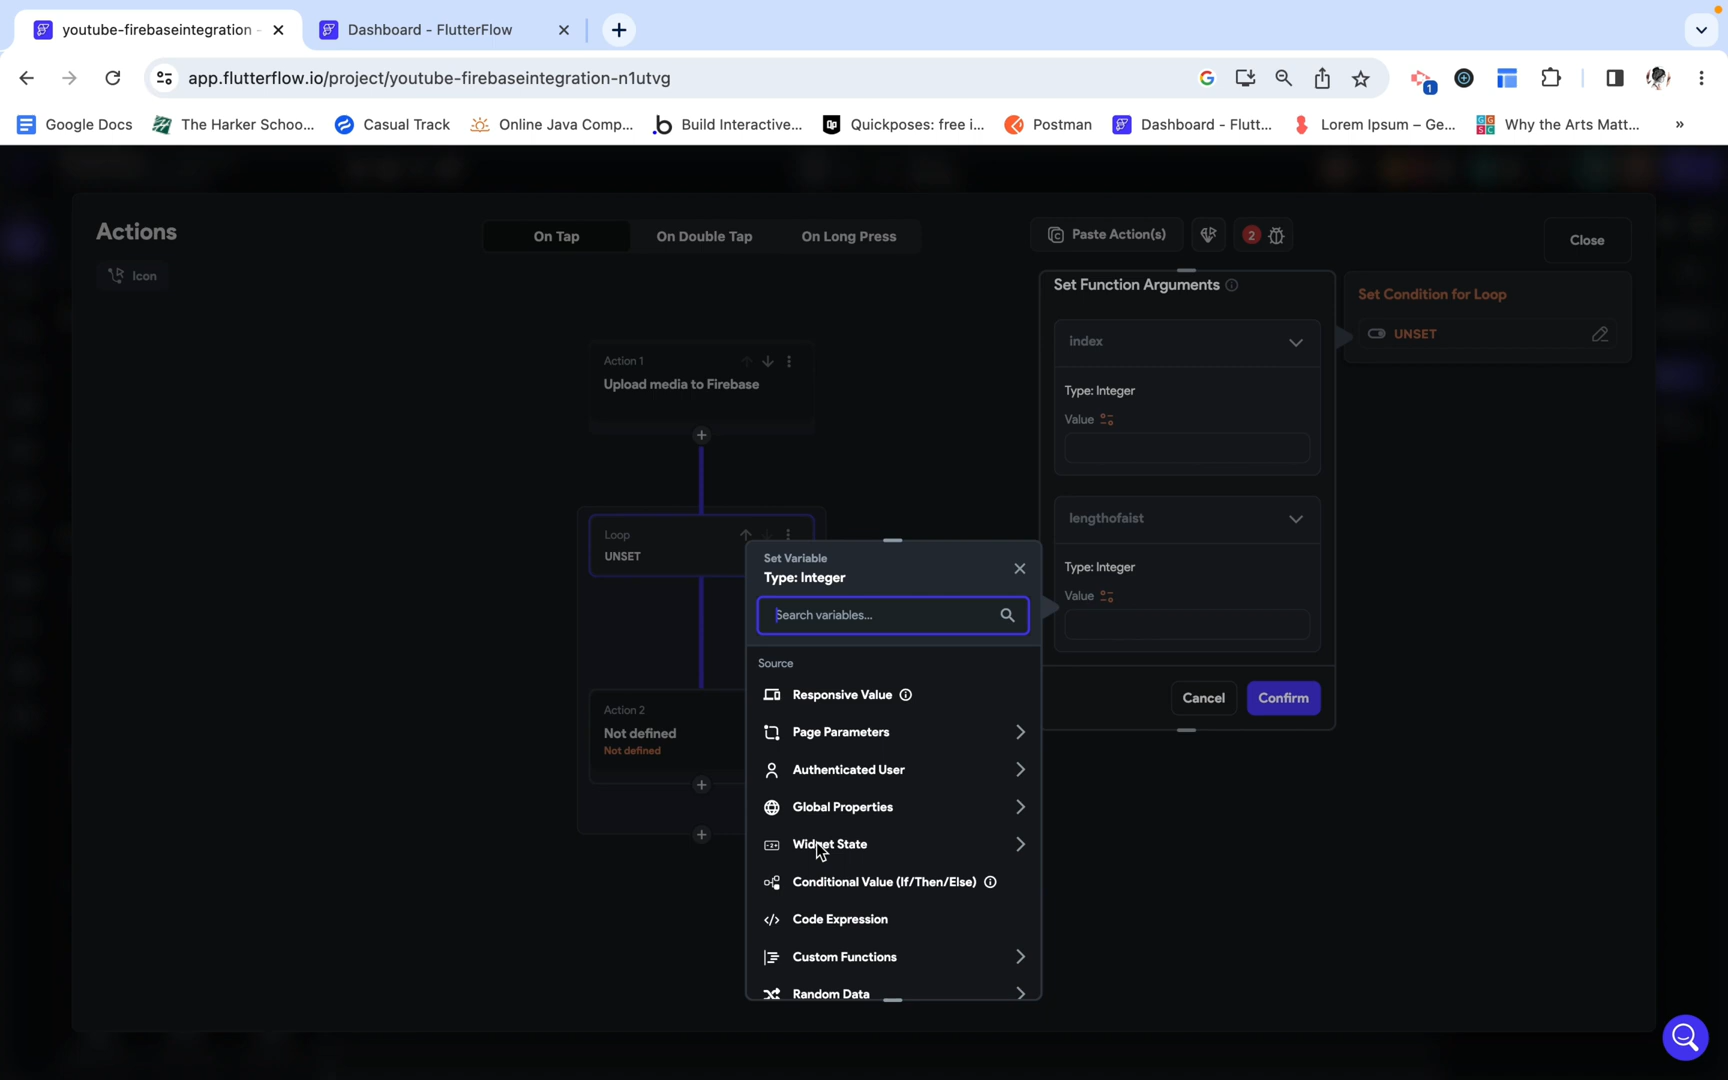 youtube-firebaseintegration -
Dashboard - FlutterFlow
app.flutterflow.io/project/youtube-firebaseintegration-n1utvg
1
Google Docs
The Harker Schoo...
Casual Track
Online Java Comp...
Build Interactive...
Quickposes: free i...
Postman
Dashboard - Flutt...
Lorem Ipsum – Ge...
Why the Arts Matt...
»
Actions
Icon
On Tap
On Double Tap
On Long Press
Paste Action(s)
2
Close
Set Function Arguments
index
Type: Integer
Value
lengthofaist
Type: Integer
Value
Cancel
Confirm
Set Condition for Loop
UNSET
Action 1
Upload media to Firebase
Loop
UNSET
Action 2
Not defined
Not defined
Set Variable
Type: Integer
Search variables...
Source
Responsive Value
Page Parameters
Authenticated User
Global Properties
Widget State
Conditional Value (If/Then/Else)
Code Expression
Custom Functions
Random Data